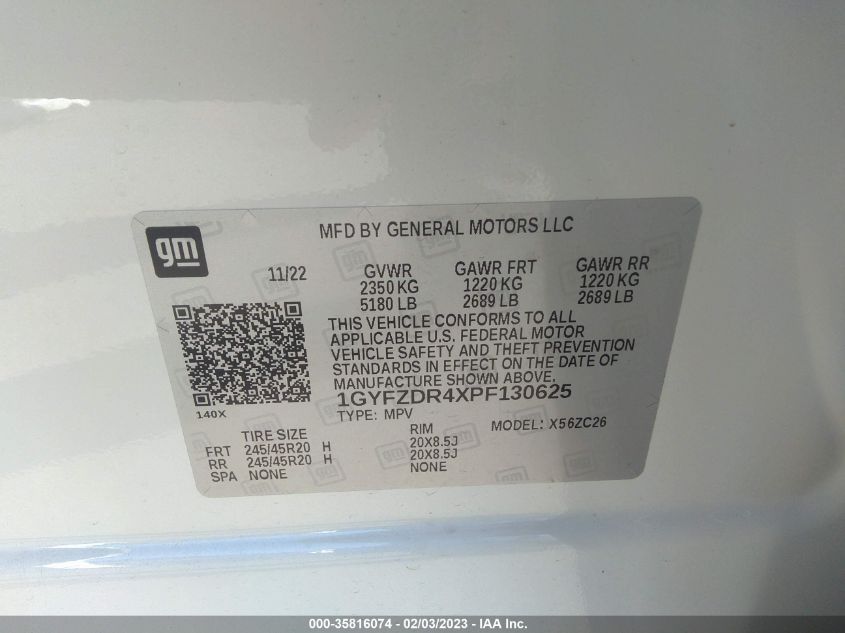 gm
MFD BY GENERAL MOTORS LLC
11/22
GVWR
2350 KG
5180 LB
GAWR FRT
1220 KG
2689 LB
GAWR RR
1220 KG
2689 LB
THIS VEHICLE CONFORMS TO ALL
APPLICABLE U.S. FEDERAL MOTOR
VEHICLE SAFETY AND THEFT PREVENTION
STANDARDS IN EFFECT ON THE DATE OF
MANUFACTURE SHOWN ABOVE.
140X
1GYFZDR4XPF130625
TYPE: MPV
MODEL: X56ZC26
TIRE SIZE
RIM
FRT 245/45R20 H 20X8.5J
RR 245/45R20 H 20X8.5J
SPA NONE NONE
000-35816074 - 02/03/2023 - IAA Inc.